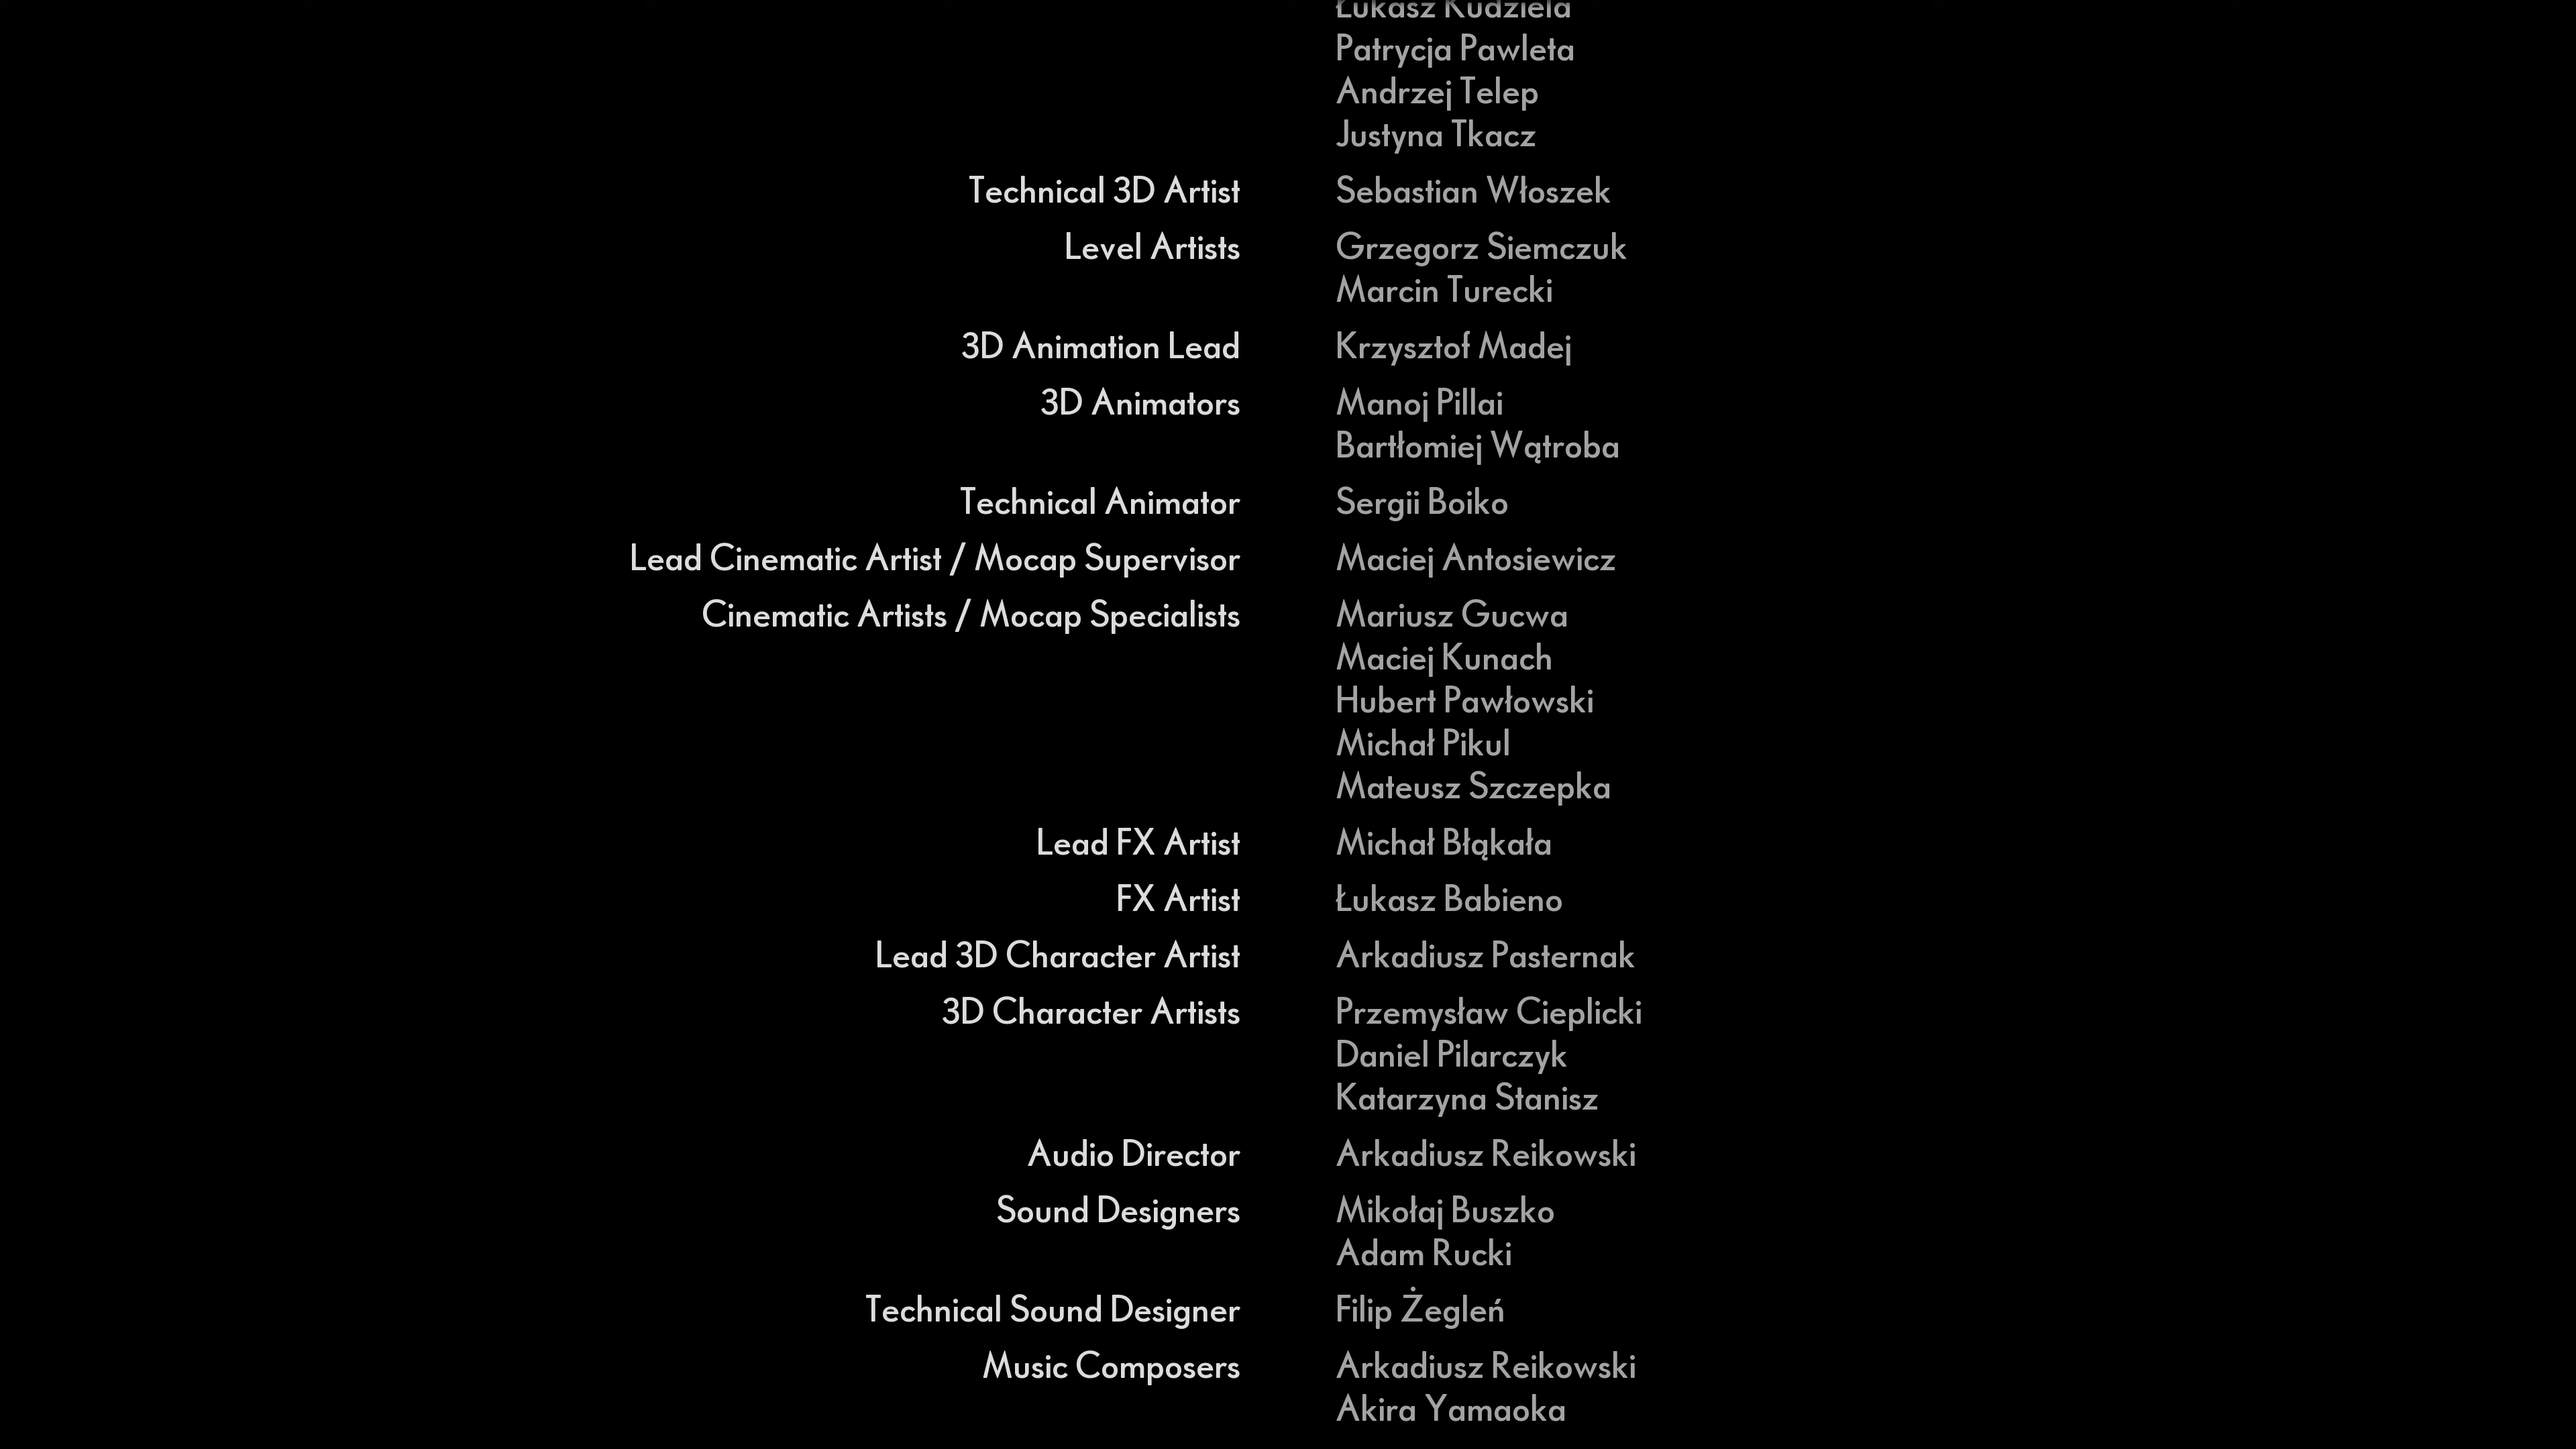 Łukasz Kudziela
Patrycja Pawleta
Andrzej Telep
Justyna Tkacz
Technical 3D Artist Sebastian Włoszek
Level Artists Grzegorz Siemczuk
Marcin Turecki
3D Animation Lead Krzysztof Madej
3D Animators Manoj Pillai
Bartłomiej Wątroba
Technical Animator Sergii Boiko
Lead Cinematic Artist / Mocap Supervisor Maciej Antosiewicz
Cinematic Artists / Mocap Specialists Mariusz Gucwa
Maciej Kunach
Hubert Pawłowski
Michał Pikul
Mateusz Szczepka
Lead FX Artist Michał Błąkała
FX Artist Łukasz Babieno
Lead 3D Character Artist Arkadiusz Pasternak
3D Character Artists Przemysław Cieplicki
Daniel Pilarczyk
Katarzyna Stanisz
Audio Director Arkadiusz Reikowski
Sound Designers Mikołaj Buszko
Adam Rucki
Technical Sound Designer Filip Żegleń
Music Composers Arkadiusz Reikowski
Akira Yamaoka